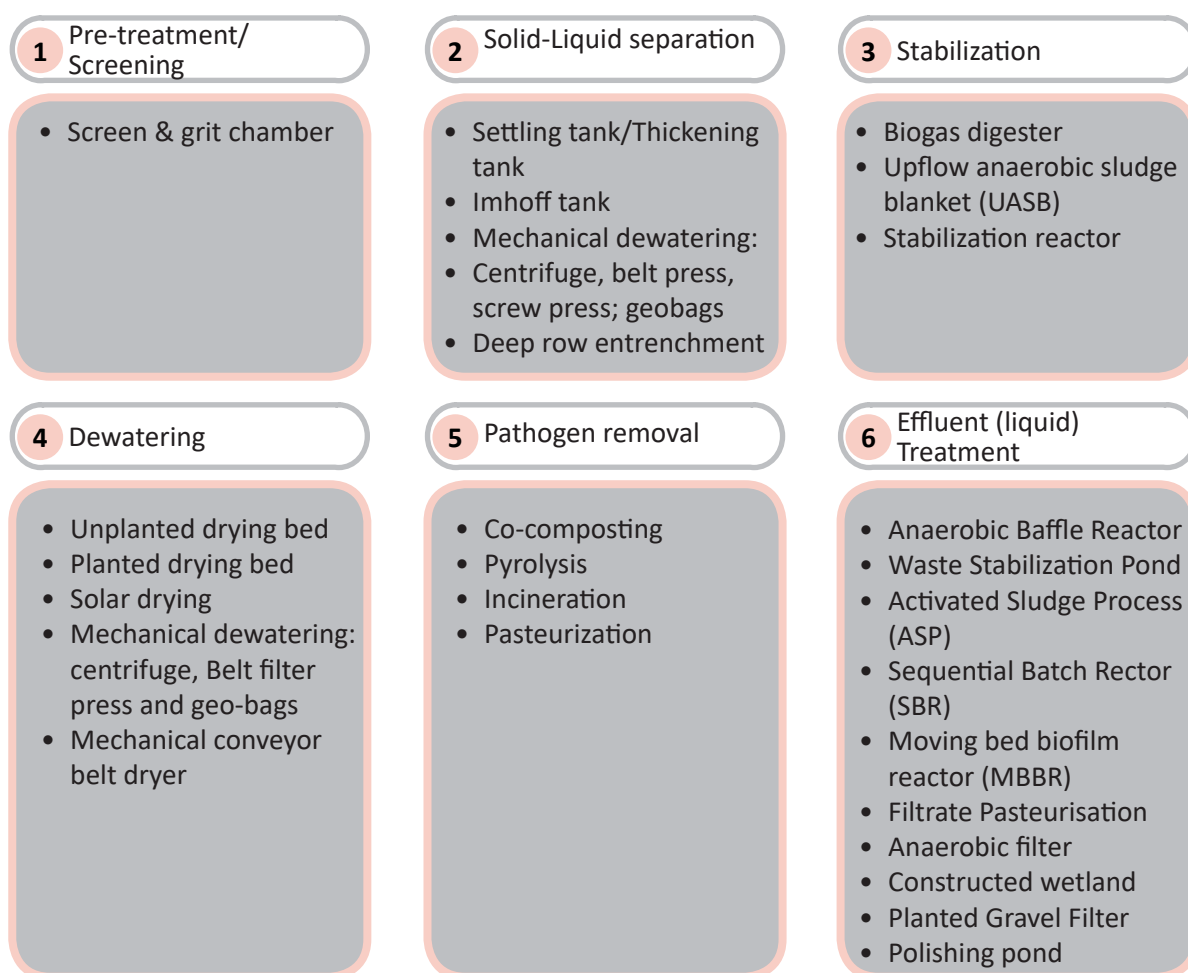 1 Pre-treatment/
Screening
• Screen & grit chamber
2 Solid-Liquid separation
• Settling tank/Thickening
tank
• Imhoff tank
• Mechanical dewatering:
• Centrifuge, belt press,
screw press; geobags
• Deep row entrenchment
3 Stabilization
• Biogas digester
• Upflow anaerobic sludge
blanket (UASB)
• Stabilization reactor
4 Dewatering
• Unplanted drying bed
• Planted drying bed
• Solar drying
• Mechanical dewatering:
centrifuge, Belt filter
press and geo-bags
• Mechanical conveyor
belt dryer
5 Pathogen removal
• Co-composting
• Pyrolysis
• Incineration
• Pasteurization
6 Effluent (liquid)
Treatment
• Anaerobic Baffle Reactor
• Waste Stabilization Pond
• Activated Sludge Process
(ASP)
• Sequential Batch Rector
(SBR)
• Moving bed biofilm
reactor (MBBR)
• Filtrate Pasteurisation
• Anaerobic filter
• Constructed wetland
• Planted Gravel Filter
• Polishing pond